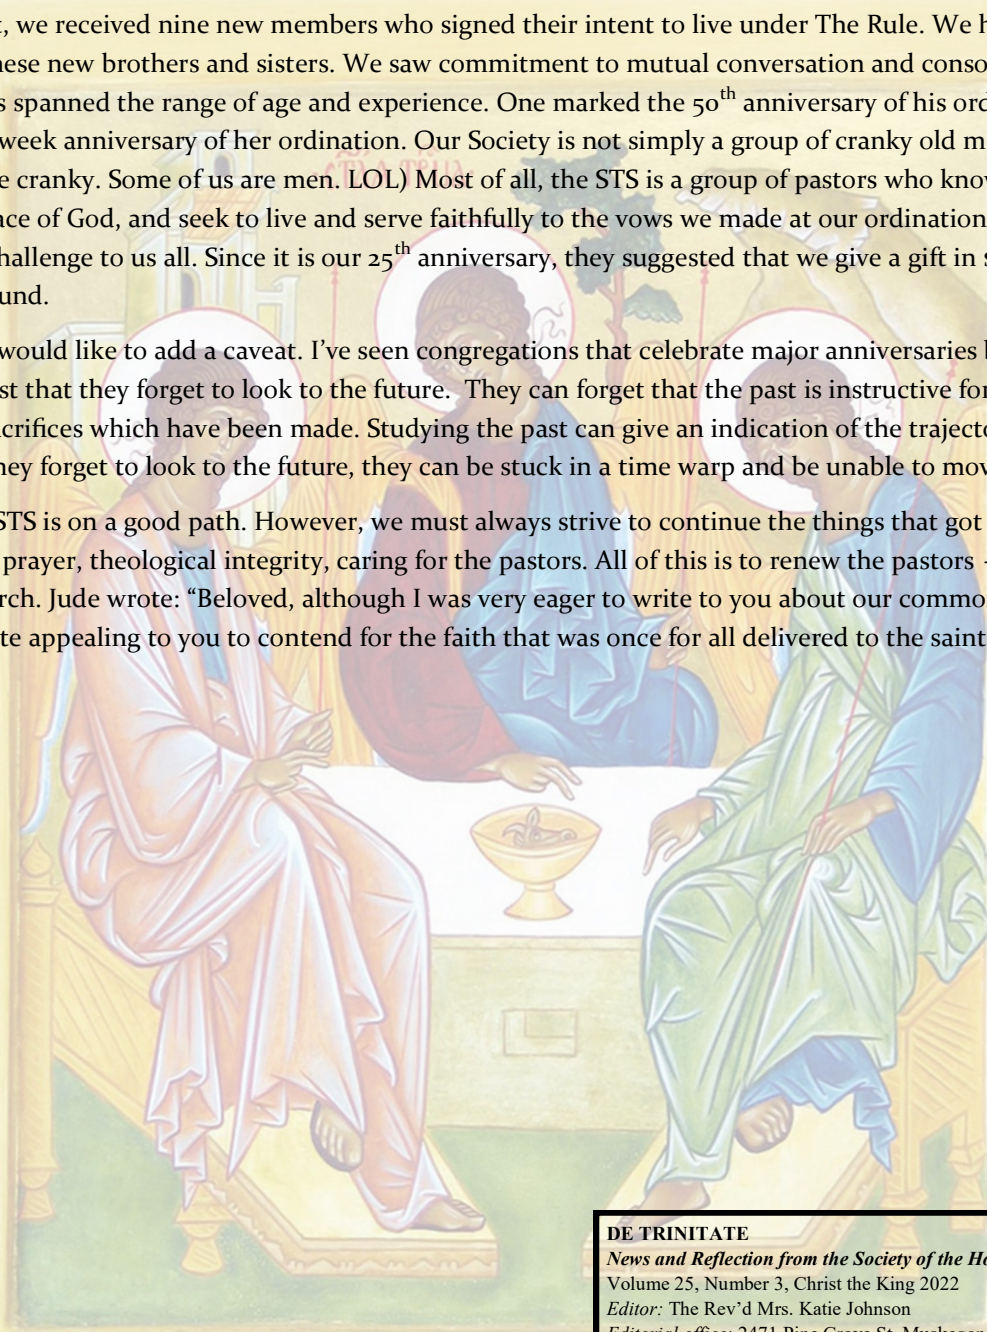 , we received nine new members who signed their intent to live under The Rule. We h
hese new brothers and sisters. We saw commitment to mutual conversation and conso
s spanned the range of age and experience. One marked the 50th anniversary of his ord
week anniversary of her ordination. Our Society is not simply a group of cranky old m
e cranky. Some of us are men. LOL) Most of all, the STS is a group of pastors who know
ace of God, and seek to live and serve faithfully to the vows we made at our ordination
hallenge to us all. Since it is our 25th anniversary, they suggested that we give a gift in s
und.
would like to add a caveat. I’ve seen congregations that celebrate major anniversaries b
st that they forget to look to the future. They can forget that the past is instructive for
crifices which have been made. Studying the past can give an indication of the trajecto
hey forget to look to the future, they can be stuck in a time warp and be unable to mov
STS is on a good path. However, we must always strive to continue the things that got
prayer, theological integrity, caring for the pastors. All of this is to renew the pastors -
rch. Jude wrote: “Beloved, although I was very eager to write to you about our commo
te appealing to you to contend for the faith that was once for all delivered to the saint
DE TRINITATE
News and Reflection from the Society of the Ho
Volume 25, Number 3, Christ the King 2022
Editor: The Rev’d Mrs. Katie Johnson
Editorial office: 2471 Pine Grove St. Muskegon